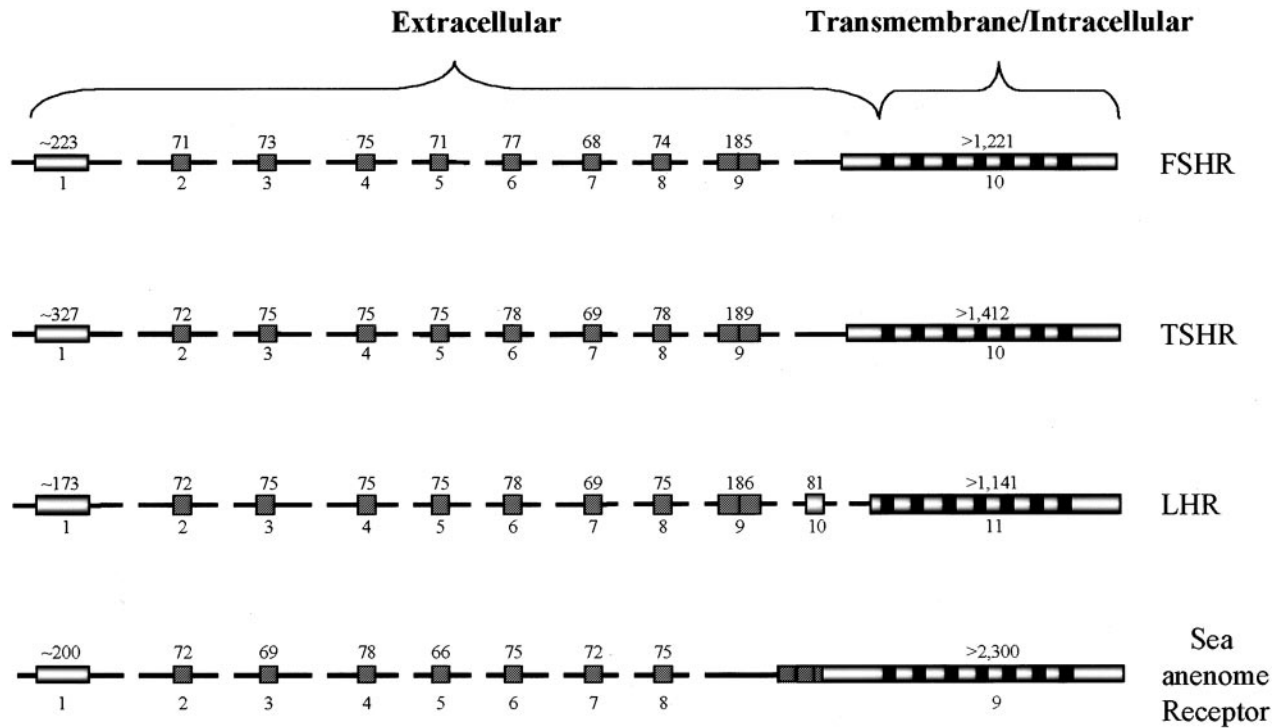 Extracellular Transmembrane/Intracellular
~223 71 73 75 71 77 68 74 185 >1,221
1 2 3 4 5 6 7 8 9 10
FSHR
~327 72 75 75 75 78 69 78 189 >1,412
1 2 3 4 5 6 7 8 9 10
TSHR
~173 72 75 75 75 78 69 75 186 81 >1,141
1 2 3 4 5 6 7 8 9 10 11
LHR
~200 72 69 78 66 75 72 75 >2,300
1 2 3 4 5 6 7 8 9
Sea
anenome
Receptor